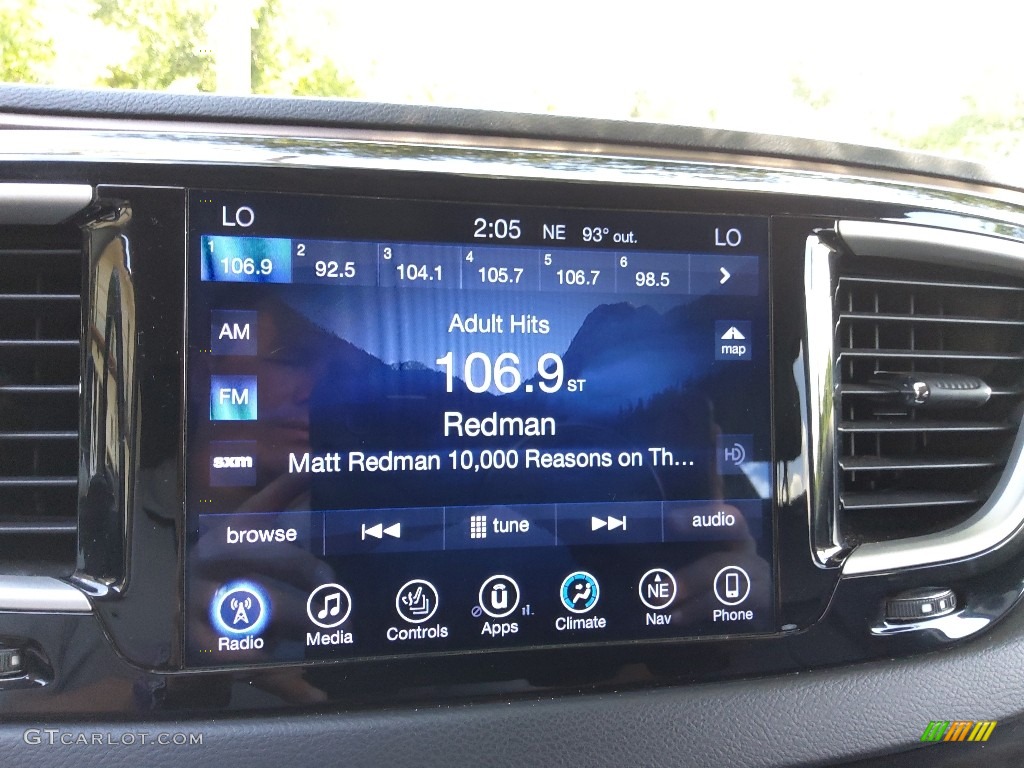 LO 2:05 NE 93° out. LO
1 106.9 2 92.5 3 104.1 4 105.7 5 106.7 6 98.5
AM
Adult Hits
map
FM
106.9 ST
Redman
sxm
Matt Redman 10,000 Reasons on Th...
HD
browse tune audio
NE
Radio Media Controls Apps Climate Nav Phone
GTCARLOT.COM